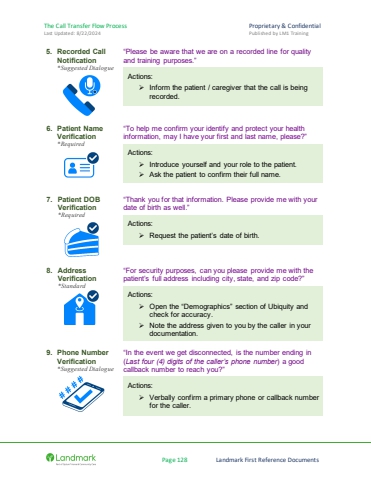 The Call Transfer Flow Process
Proprietary & Confidential
Last updated: 8/22/2024
Published by LML Training
5. Recorded Call
Notification
*Suggested Dialogue
"Please be aware that we are on a recorded line for quality
and training purposes."
Actions:
➢ Inform the patient / caregiver that the call is being
recorded.
6. Patient Name
Verification
*Required
"To help me confirm your identify and protect your health
information, may I have your first and last name, please?"
Actions:
➢ Introduce yourself and your role to the patient.
➢ Ask the patient to confirm their full name.
7. Patient DOB
Verification
*Required
"Thank you for that information. Please provide me with your
date of birth as well."
Actions:
➢ Request the patient's date of birth.
8. Address
Verification
*Standard
"For security purposes, can you please provide me with the
patient's full address including city, state, and zip code?"
Actions:
➢ Open the "Demographics" section of Ubiquity and
check for accuracy.
➢ Note the address given to you by the caller in your
documentation.
9. Phone Number
Verification
*Suggested Dialogue
"In the event we get disconnected, is the number ending in
(Last four (4) digits of the caller's phone number) a good
callback number to reach you?"
Actions:
➢ Verbally confirm a primary phone or callback number
for the caller.
####
Landmark
Page 128
Landmark First Reference Documents